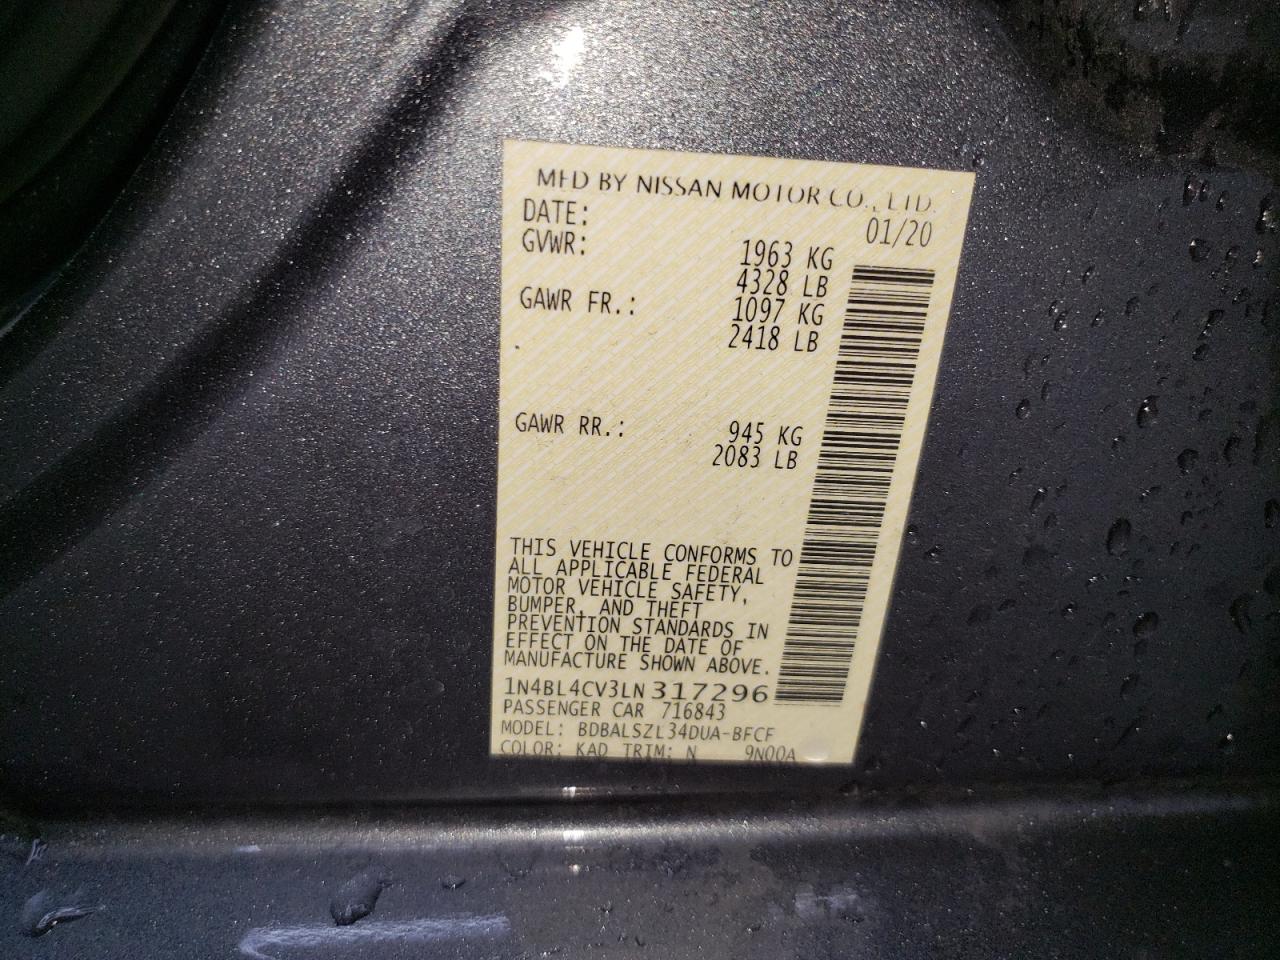 MFD BY NISSAN MOTOR CO., LTD.
DATE: 01/20
GVWR: 1963 KG
4328 LB
GAWR FR.: 1097 KG
2418 LB
GAWR RR.: 945 KG
2083 LB
THIS VEHICLE CONFORMS TO
ALL APPLICABLE FEDERAL
MOTOR VEHICLE SAFETY,
BUMPER, AND THEFT
PREVENTION STANDARDS IN
EFFECT ON THE DATE OF
MANUFACTURE SHOWN ABOVE.
1N4BL4CV3LN317296
PASSENGER CAR 716843
MODEL: BDBALSZL34DUA-BFCF
COLOR: KAD TRIM: N 9N00A